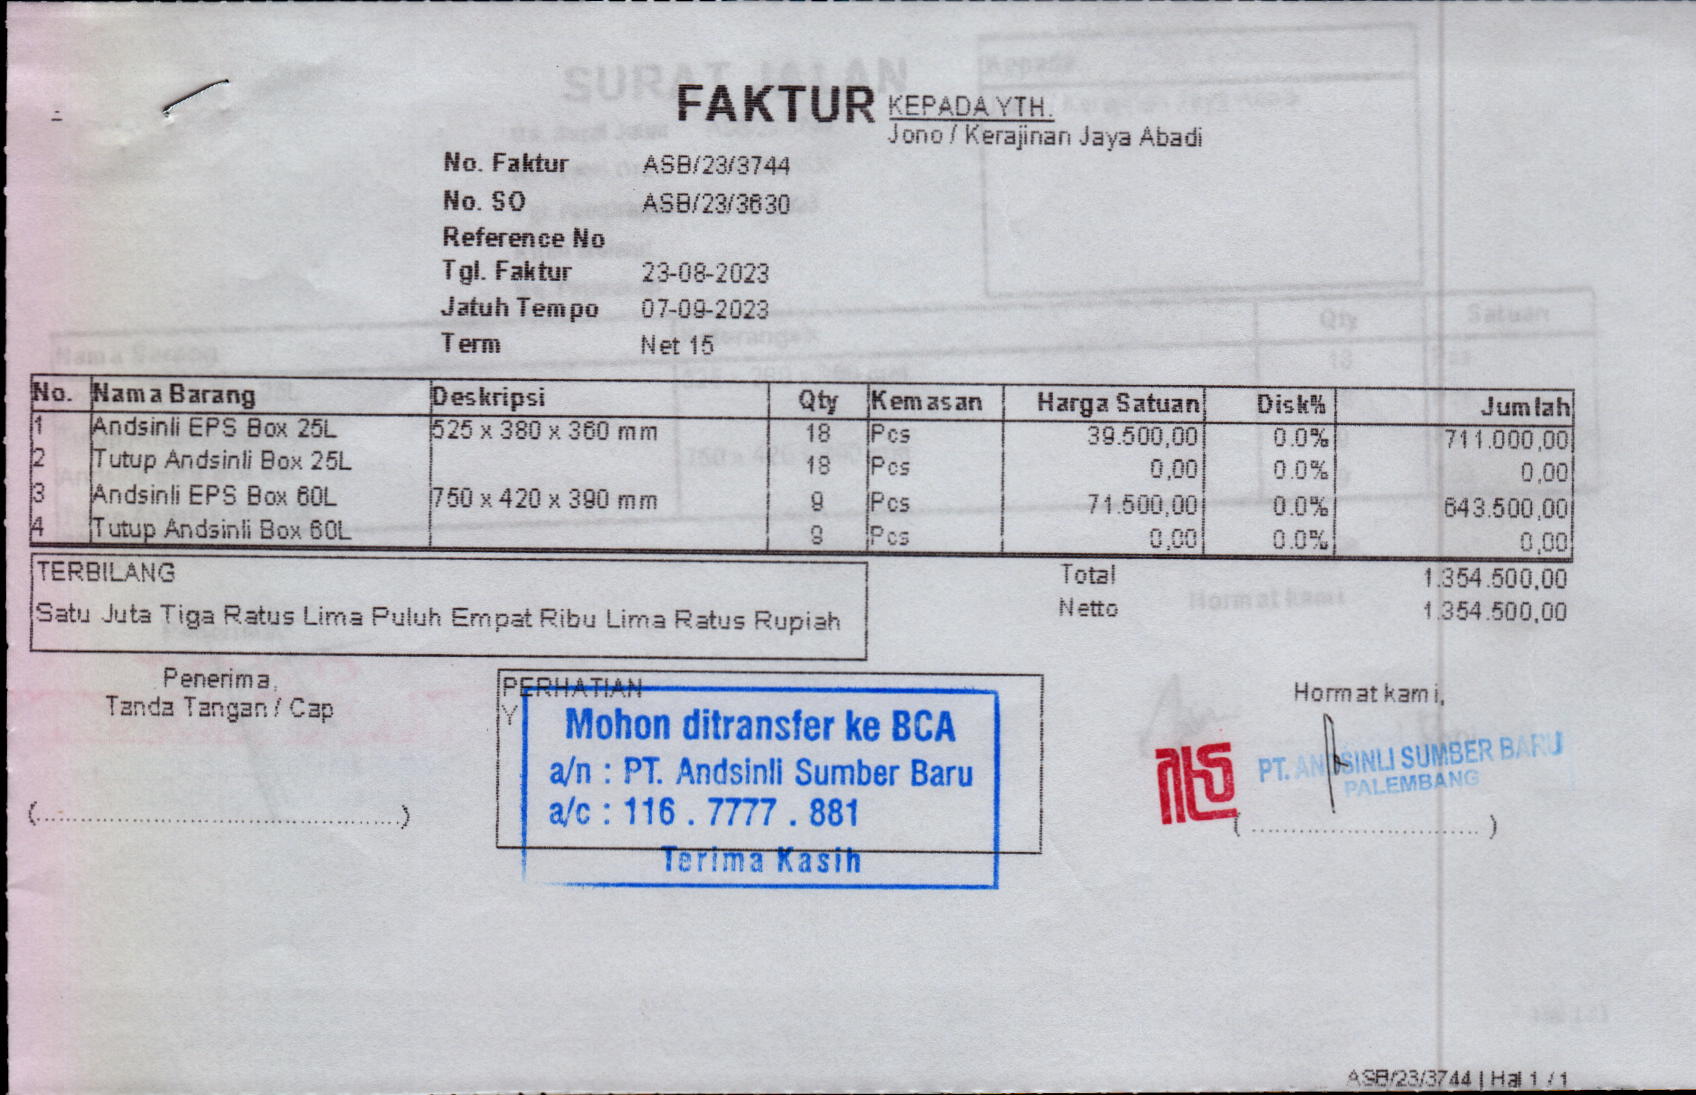 FAKTUR
KEPADA YTH.
Jono / Kerajinan Jaya Abadi
No. Faktur ASB/23/3744
No. SO ASB/23/3630
Reference No
Tgl. Faktur 23-08-2023
Jatuh Tempo 07-09-2023
Term Net 15
No. Nama Barang Deskripsi Qty Kemasan Harga Satuan Disk% Jumlah
1 Andsinli EPS Box 25L 525 x 380 x 360 mm 18 Pcs 39.500,00 0.0% 711.000,00
2 Tutup Andsinli Box 25L 18 Pcs 0,00 0.0% 0,00
3 Andsinli EPS Box 60L 750 x 420 x 390 mm 9 Pcs 71.500,00 0.0% 643.500,00
4 Tutup Andsinli Box 60L 9 Pcs 0,00 0.0% 0,00
TERBILANG
Satu Juta Tiga Ratus Lima Puluh Empat Ribu Lima Ratus Rupiah
Total 1.354.500,00
Netto 1.354.500,00
Penerima,
Tanda Tangan / Cap
(....................................................)
PERHATIAN
Y
Mohon ditransfer ke BCA
a/n : PT. Andsinli Sumber Baru
a/c : 116 . 7777 . 881
Terima Kasih
Hormat kami,
PT. ANDSINLI SUMBER BARU
PALEMBANG
( ................................. )
ASB/23/3744 | Hal 1 / 1